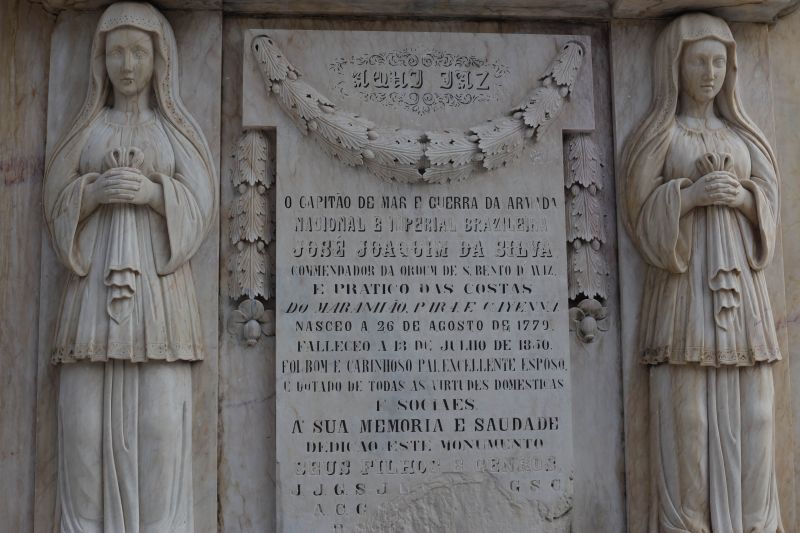 AQUI JAZ
O CAPITÃO DE MAR E GUERRA DA ARMADA
NACIONAL E IMPERIAL BRAZILEIRA
JOSÉ JOAQUIM DA SILVA
COMMENDADOR DA ORDEM DE S. BENTO D'AVIZ,
E PRATICO DAS COSTAS
DO MARANHÃO, PARÁ E CAYENNA
NASCEO A 26 DE AGOSTO DE 1779.
FALLECEO A 13 DE JULHO DE 1850.
FOI BOM E CARINHOSO PAI, EXCELLENTE ESPOSO,
E DOTADO DE TODAS AS VIRTUDES DOMESTICAS
E SOCIAES.
A SUA MEMORIA E SAUDADE
DEDICÃO ESTE MONUMENTO
SEUS FILHOS E GENROS.
J. J. G. S. J. G. S. C.
A. C. C